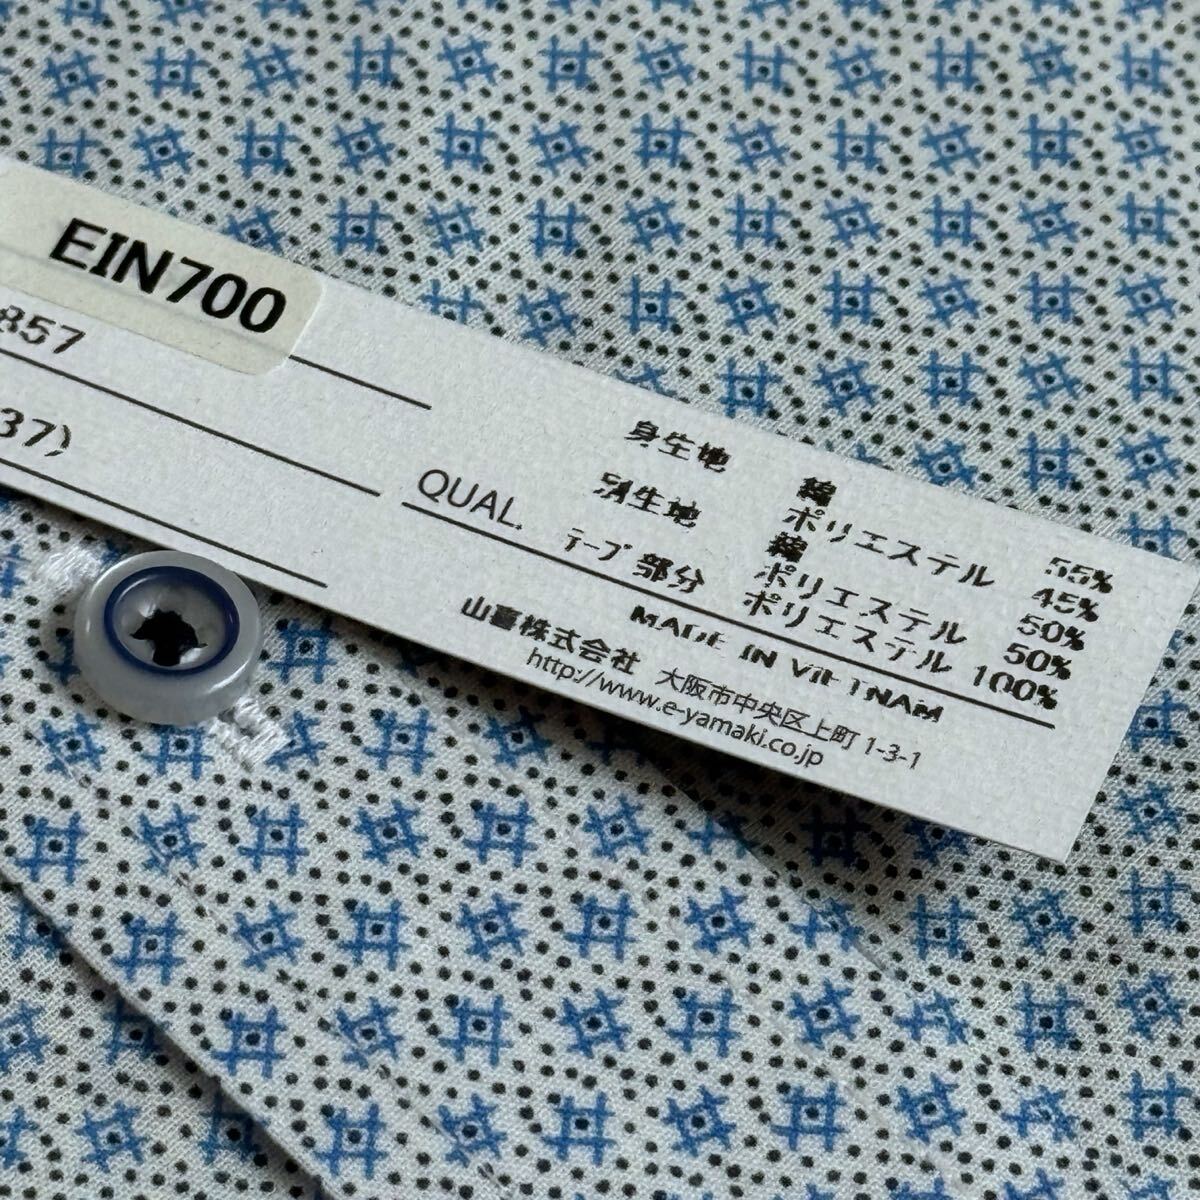 EIN700
857
37)
QUAL.
身生地 綿 55%
ポリエステル 45%
別生地 綿 50%
ポリエステル 50%
テープ部分 ポリエステル 100%
MADE IN VIETNAM
山喜株式会社 大阪市中央区上町 1-3-1
http://www.e-yamaki.co.jp